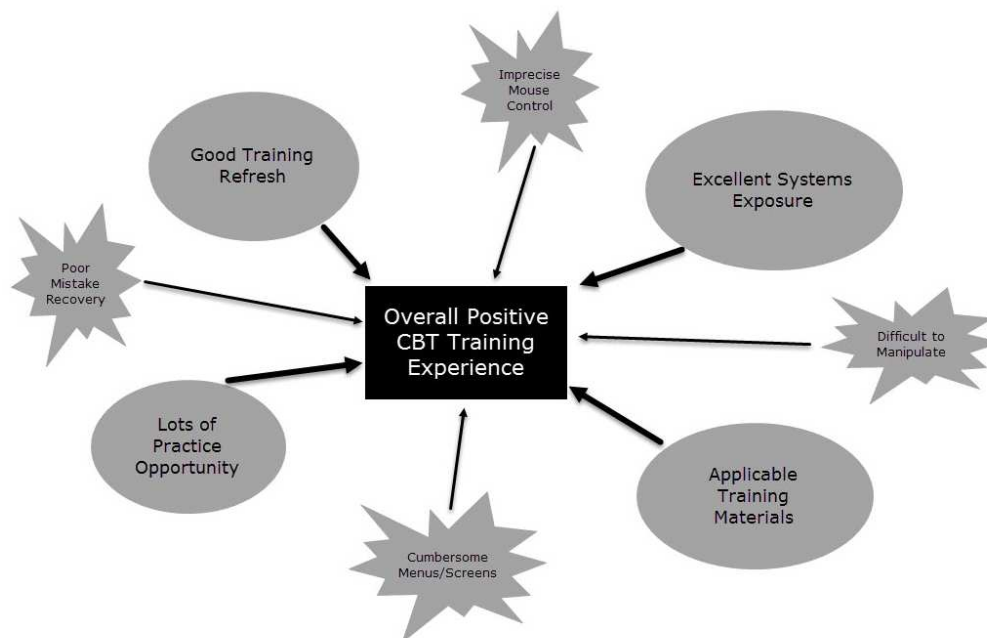 Imprecise
Mouse
Control
Good Training
Refresh
Excellent Systems
Exposure
Poor
Mistake
Recovery
Overall Positive
CBT Training
Experience
Difficult to
Manipulate
Lots of
Practice
Opportunity
Applicable
Training
Materials
Cumbersome
Menus/Screens